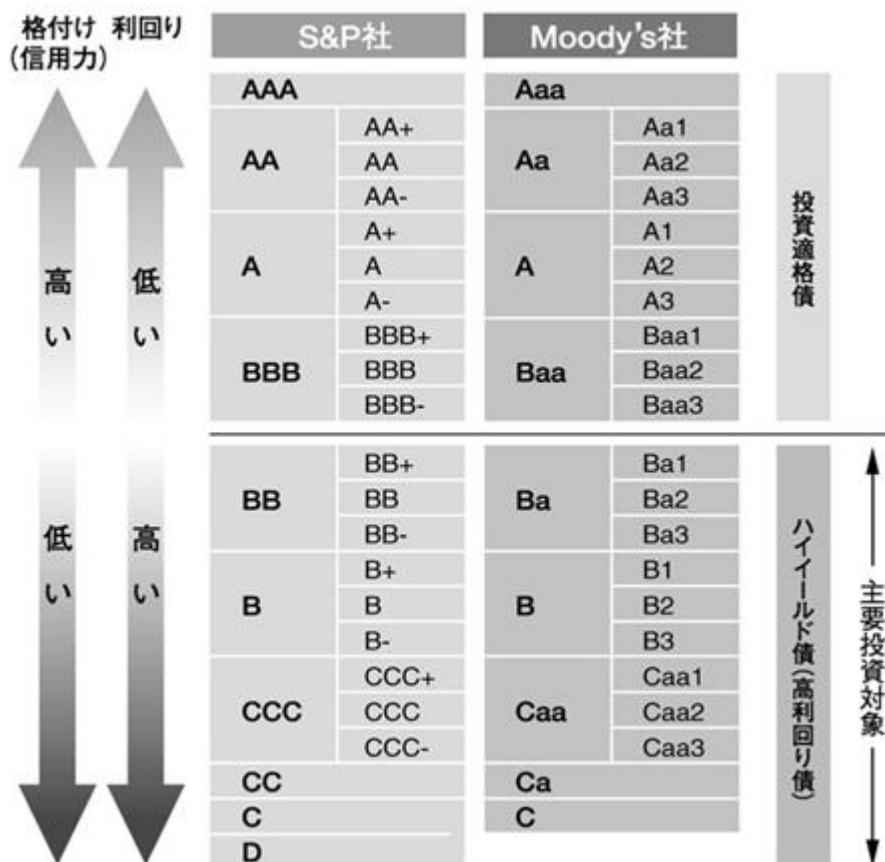 格付け 利回り
(信用力)
S&P社
Moody's社
AAA
Aaa
AA
AA+
AA
AA-
Aa
Aa1
Aa2
Aa3
A
A+
A
A-
A
A1
A2
A3
BBB
BBB+
BBB
BBB-
Baa
Baa1
Baa2
Baa3
高い
低い
投資適格債
BB
BB+
BB
BB-
Ba
Ba1
Ba2
Ba3
B
B+
B
B-
B
B1
B2
B3
CCC
CCC+
CCC
CCC-
Caa
Caa1
Caa2
Caa3
CC
Ca
C
C
D
低い
高い
ハイイールド債(高利回り債)
主要投資対象